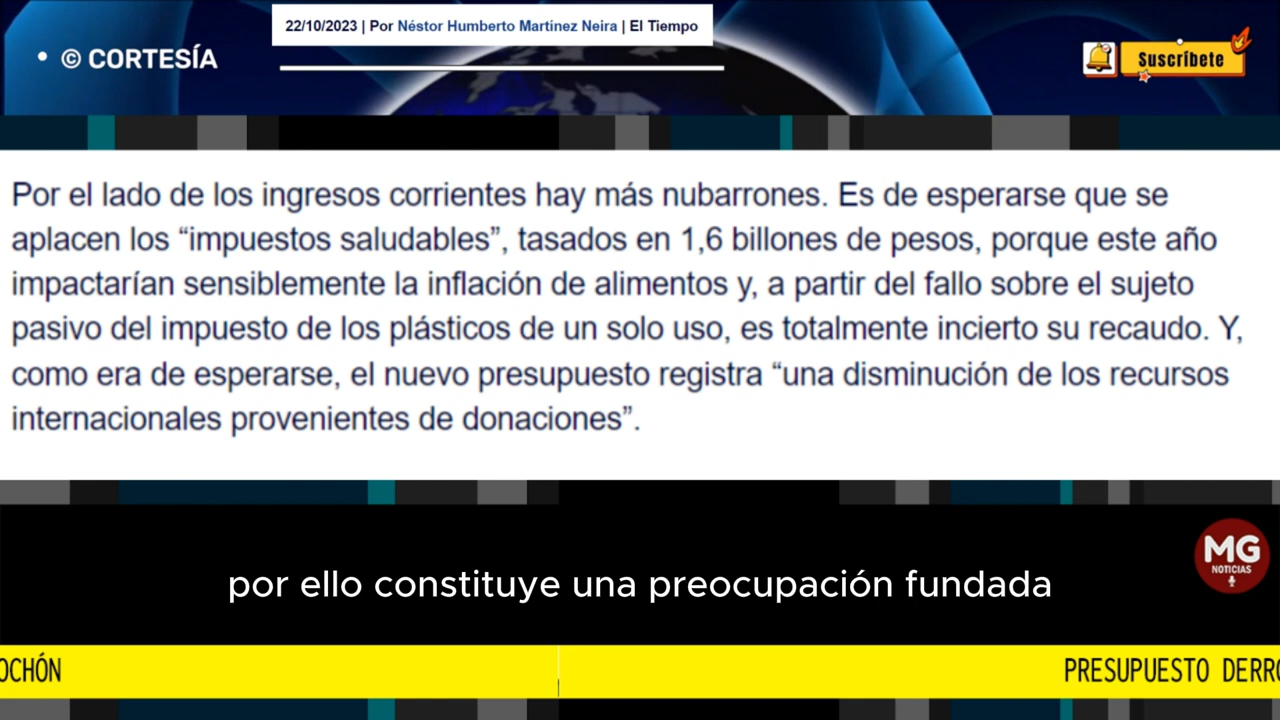 22/10/2023 | Por Néstor Humberto Martínez Neira | El Tiempo
• © CORTESÍA
Suscríbete
Por el lado de los ingresos corrientes hay más nubarrones. Es de esperarse que se
aplacen los “impuestos saludables”, tasados en 1,6 billones de pesos, porque este año
impactarían sensiblemente la inflación de alimentos y, a partir del fallo sobre el sujeto
pasivo del impuesto de los plásticos de un solo uso, es totalmente incierto su recaudo. Y,
como era de esperarse, el nuevo presupuesto registra “una disminución de los recursos
internacionales provenientes de donaciones”.
MG
NOTICIAS
por ello constituye una preocupación fundada
OCHÓN
PRESUPUESTO DERRO